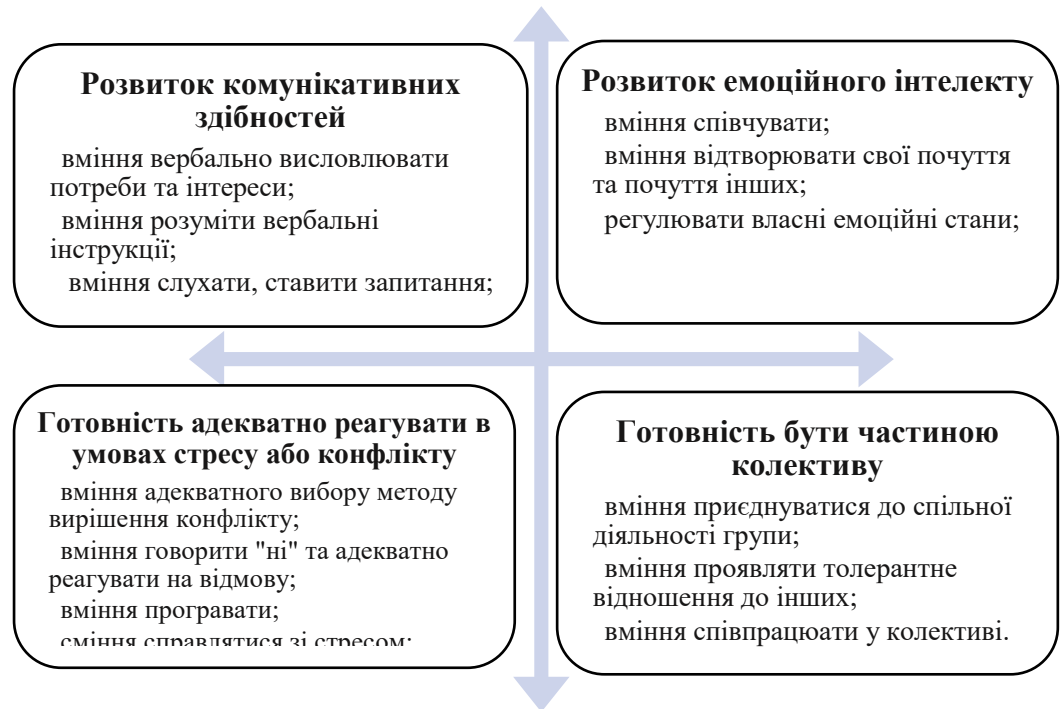 Розвиток комунікативних
здібностей
вміння вербально висловлювати
потреби та інтереси;
вміння розуміти вербальні
інструкції;
вміння слухати, ставити запитання;
Розвиток емоційного інтелекту
вміння співчувати;
вміння відтворювати свої почуття
та почуття інших;
регулювати власні емоційні стани;
Готовність адекватно реагувати в
умовах стресу або конфлікту
вміння адекватного вибору методу
вирішення конфлікту;
вміння говорити "ні" та адекватно
реагувати на відмову;
вміння програвати;
сміння справлятися зі стресом;
Готовність бути частиною
колективу
вміння приєднуватися до спільної
діяльності групи;
вміння проявляти толерантне
відношення до інших;
вміння співпрацюати у колективі.